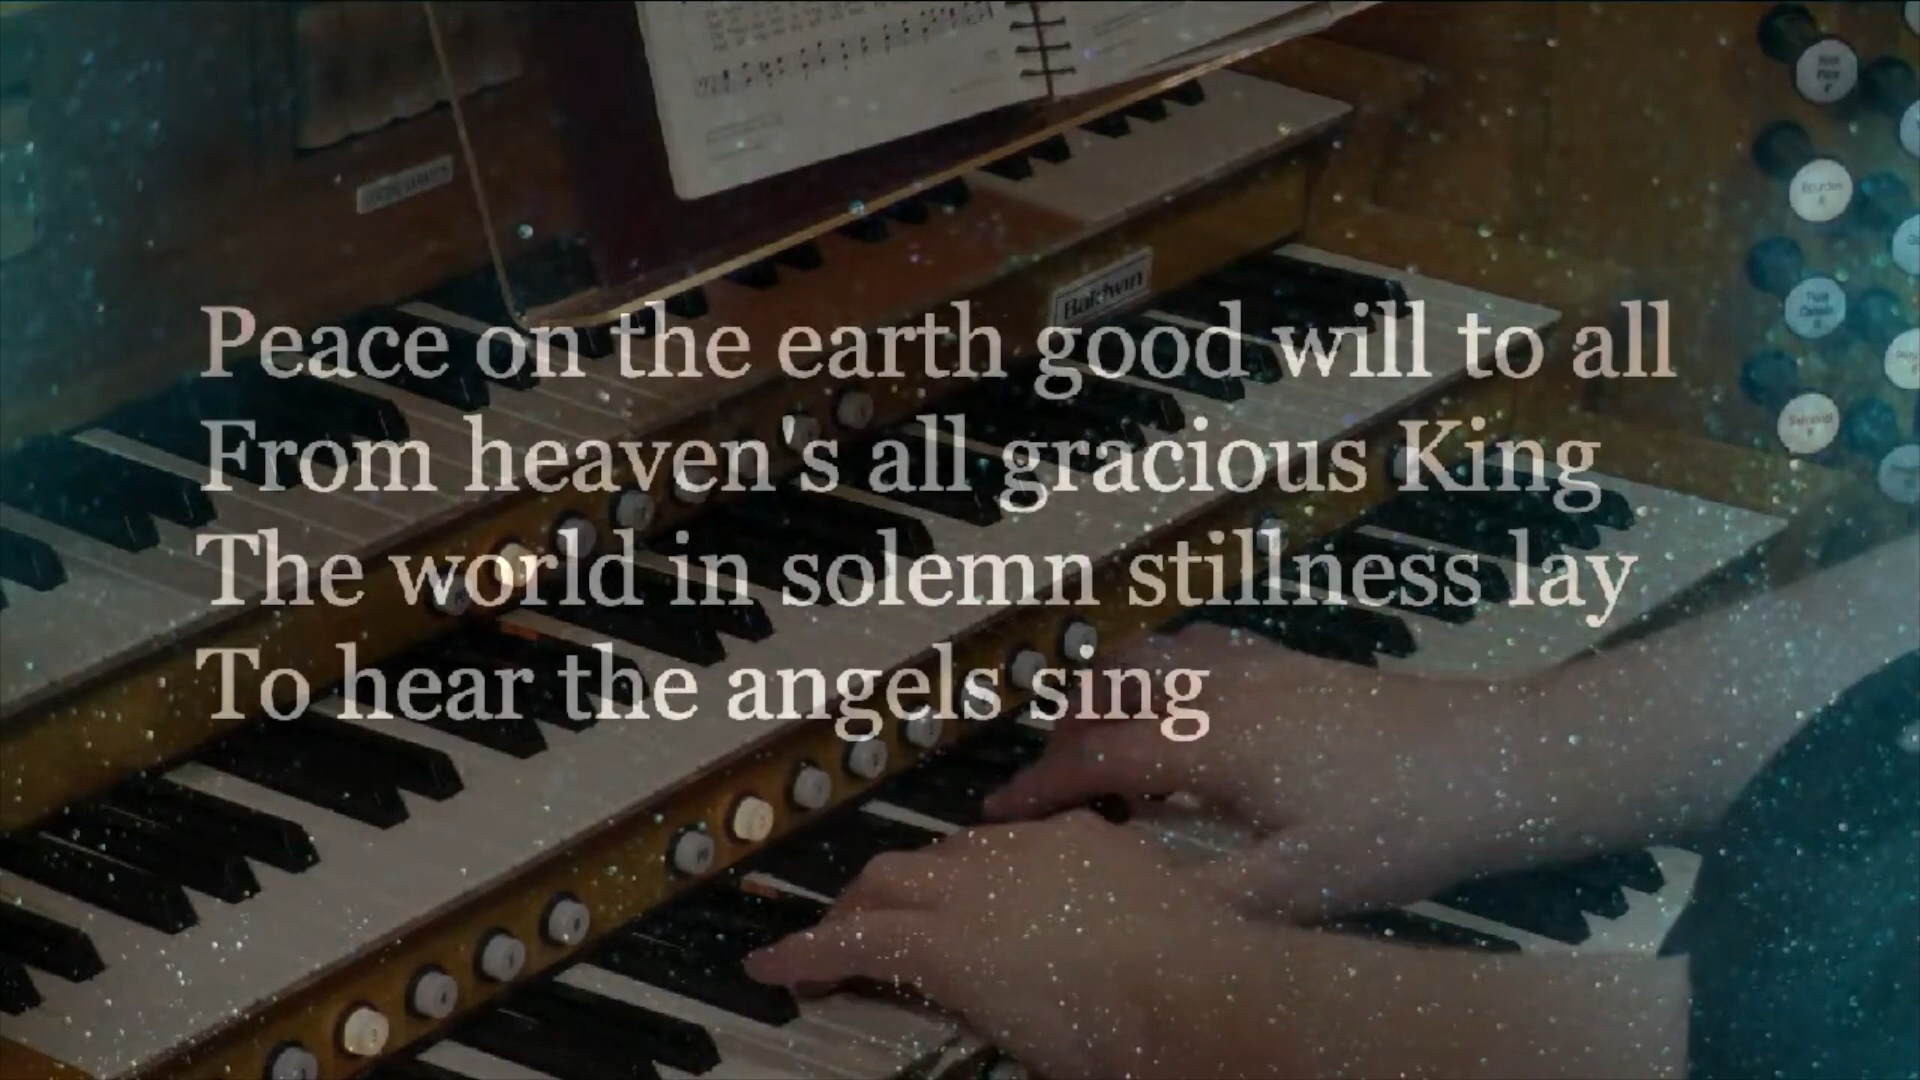 Baldwin
Peace on the earth good will to all
From heaven's all gracious King
The world in solemn stillness lay
To hear the angels sing